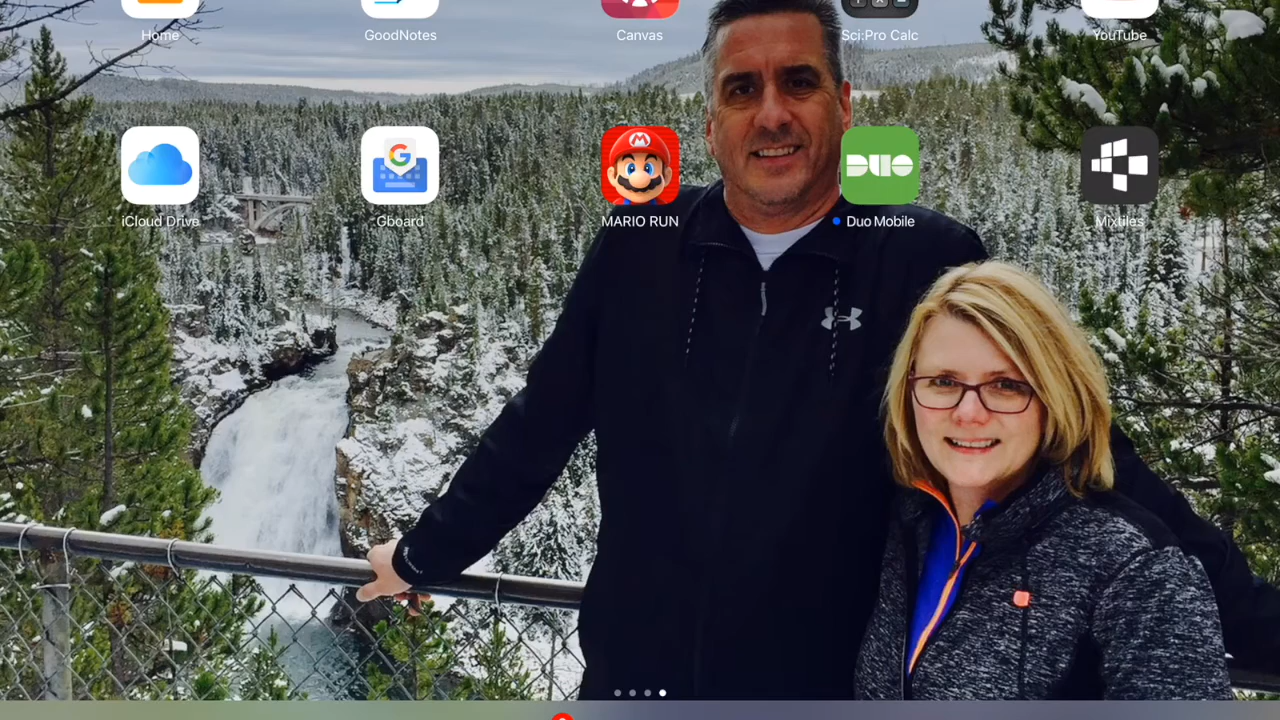 Home
GoodNotes
Canvas
Sci:Pro Calc
YouTube
iCloud Drive
Gboard
MARIO RUN
DUO
Duo Mobile
Mixtiles